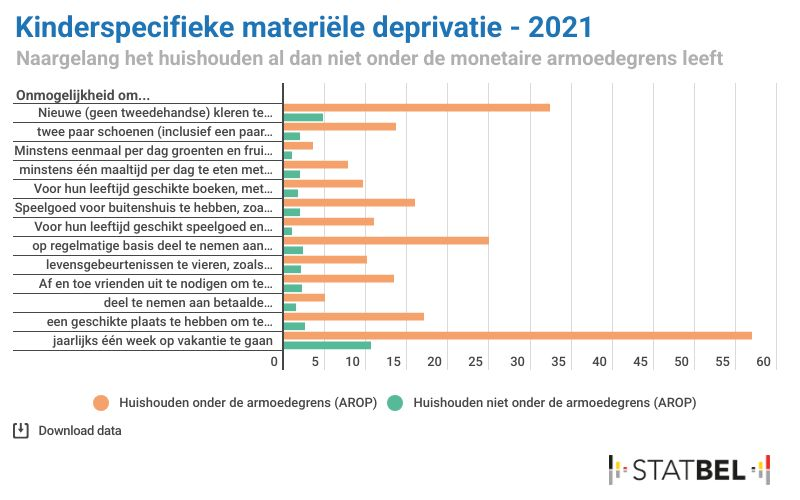 Kinderspecifieke materiële deprivatie - 2021
Naargelang het huishouden al dan niet onder de monetaire armoedegrens leeft
Onmogelijkheid om...
Nieuwe (geen tweedehandse) kleren te...
twee paar schoenen (inclusief een paar...
Minstens eenmaal per dag groenten en frui...
minstens één maaltijd per dag te eten met...
Voor hun leeftijd geschikte boeken, met...
Speelgoed voor buitenshuis te hebben, zoa...
Voor hun leeftijd geschikt speelgoed en...
op regelmatige basis deel te nemen aan...
levensgebeurtenissen te vieren, zoals...
Af en toe vrienden uit te nodigen om te...
deel te nemen aan betaalde...
een geschikte plaats te hebben om te...
jaarlijks één week op vakantie te gaan
0 5 10 15 20 25 30 35 40 45 50 55 60
Huishouden onder de armoedegrens (AROP) Huishouden niet onder de armoedegrens (AROP)
Download data
STATBEL